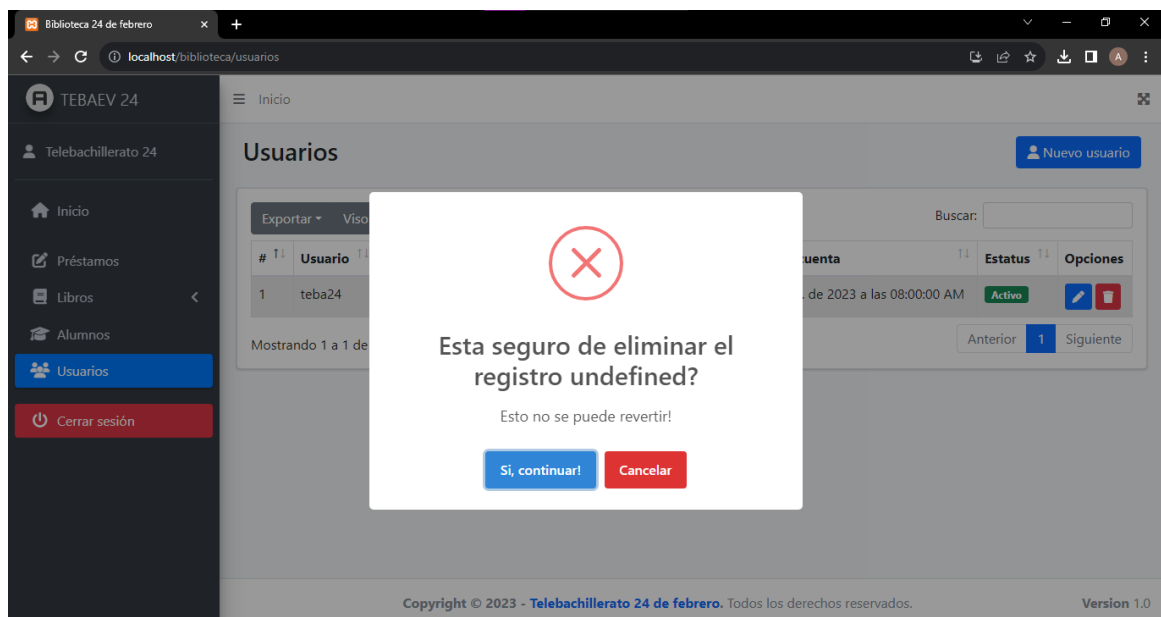 Biblioteca 24 de febrero
localhost/biblioteca/usuarios
A
TEBAEV 24
Inicio
Telebachillerato 24
Usuarios
Nuevo usuario
Inicio
Préstamos
Libros
Alumnos
Usuarios
Cerrar sesión
Exportar
Buscar:
# Usuario Estatus Opciones
1 teba24 de 2023 a las 08:00:00 AM Activo
Mostrando 1 a 1 de
Anterior 1 Siguiente
Esta seguro de eliminar el
registro undefined?
Esto no se puede revertir!
Si, continuar! Cancelar
Copyright © 2023 - Telebachillerato 24 de febrero. Todos los derechos reservados.
Version 1.0